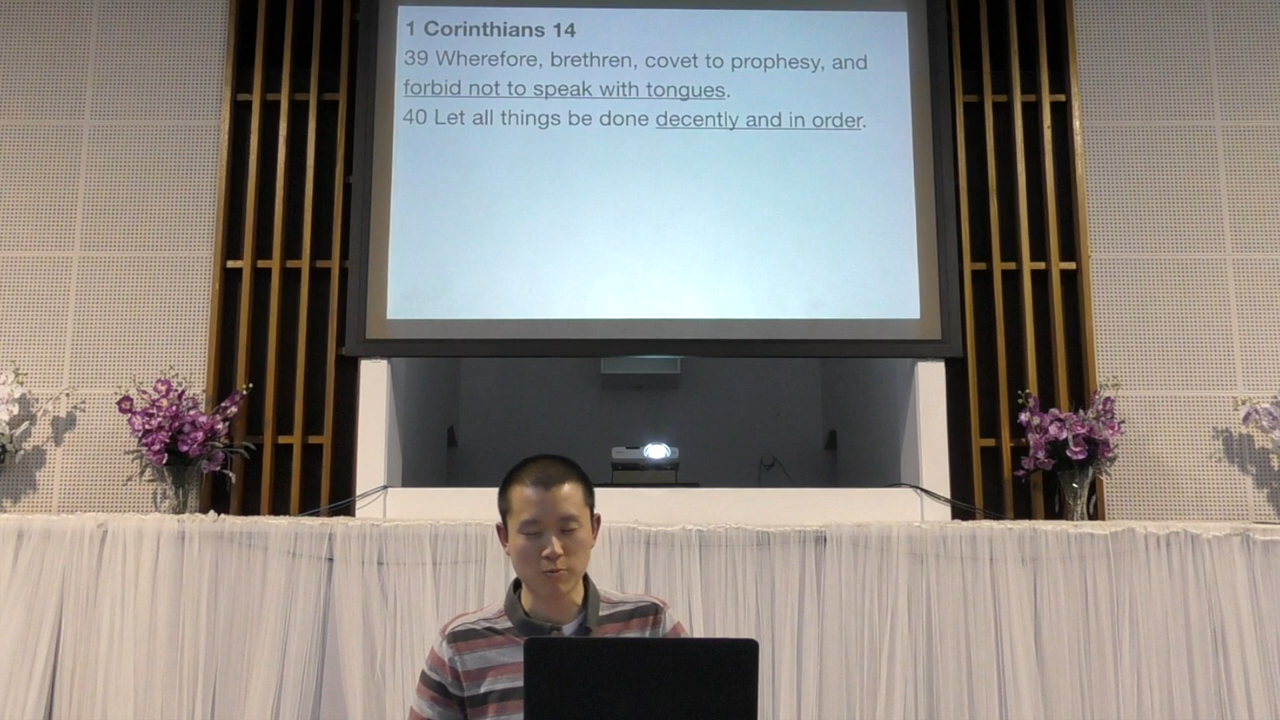 1 Corinthians 14
39 Wherefore, brethren, covet to prophesy, and
forbid not to speak with tongues.
40 Let all things be done decently and in order.